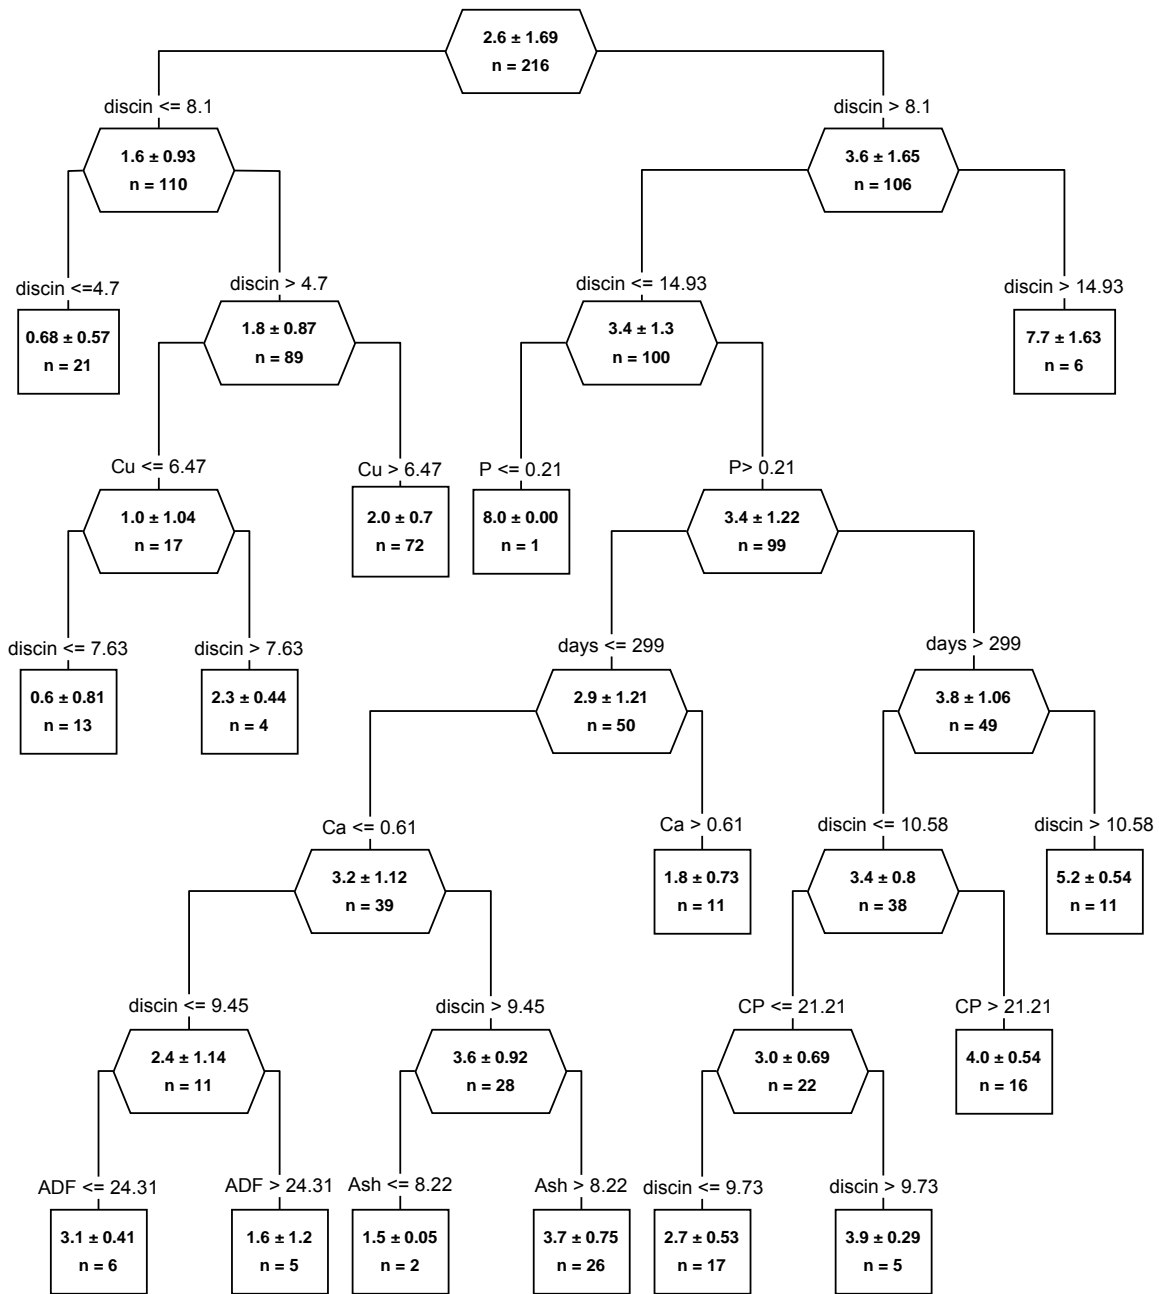 2.6 ± 1.69
n = 216
discin <= 8.1
discin > 8.1
1.6 ± 0.93
n = 110
3.6 ± 1.65
n = 106
discin <=4.7
discin > 4.7
discin <= 14.93
discin > 14.93
0.68 ± 0.57
n = 21
1.8 ± 0.87
n = 89
3.4 ± 1.3
n = 100
7.7 ± 1.63
n = 6
Cu <= 6.47
Cu > 6.47
P <= 0.21
P> 0.21
1.0 ± 1.04
n = 17
2.0 ± 0.7
n = 72
8.0 ± 0.00
n = 1
3.4 ± 1.22
n = 99
discin <= 7.63
discin > 7.63
days <= 299
days > 299
0.6 ± 0.81
n = 13
2.3 ± 0.44
n = 4
2.9 ± 1.21
n = 50
3.8 ± 1.06
n = 49
Ca <= 0.61
Ca > 0.61
discin <= 10.58
discin > 10.58
3.2 ± 1.12
n = 39
1.8 ± 0.73
n = 11
3.4 ± 0.8
n = 38
5.2 ± 0.54
n = 11
discin <= 9.45
discin > 9.45
CP <= 21.21
CP > 21.21
2.4 ± 1.14
n = 11
3.6 ± 0.92
n = 28
3.0 ± 0.69
n = 22
4.0 ± 0.54
n = 16
ADF <= 24.31
ADF > 24.31
Ash <= 8.22
Ash > 8.22
discin <= 9.73
discin > 9.73
3.1 ± 0.41
n = 6
1.6 ± 1.2
n = 5
1.5 ± 0.05
n = 2
3.7 ± 0.75
n = 26
2.7 ± 0.53
n = 17
3.9 ± 0.29
n = 5